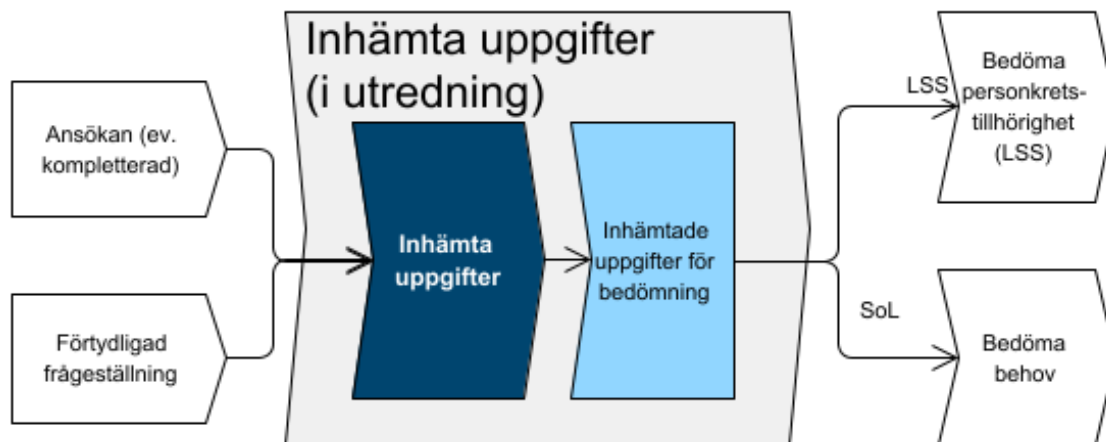 Ansökan (ev.
kompletterad)
Förtydligad
frågeställning
Inhämta uppgifter
(i utredning)
Inhämta
uppgifter
Inhämtade
uppgifter för
bedömning
LSS
SoL
Bedöma
personkrets-
tillhörighet
(LSS)
Bedöma
behov